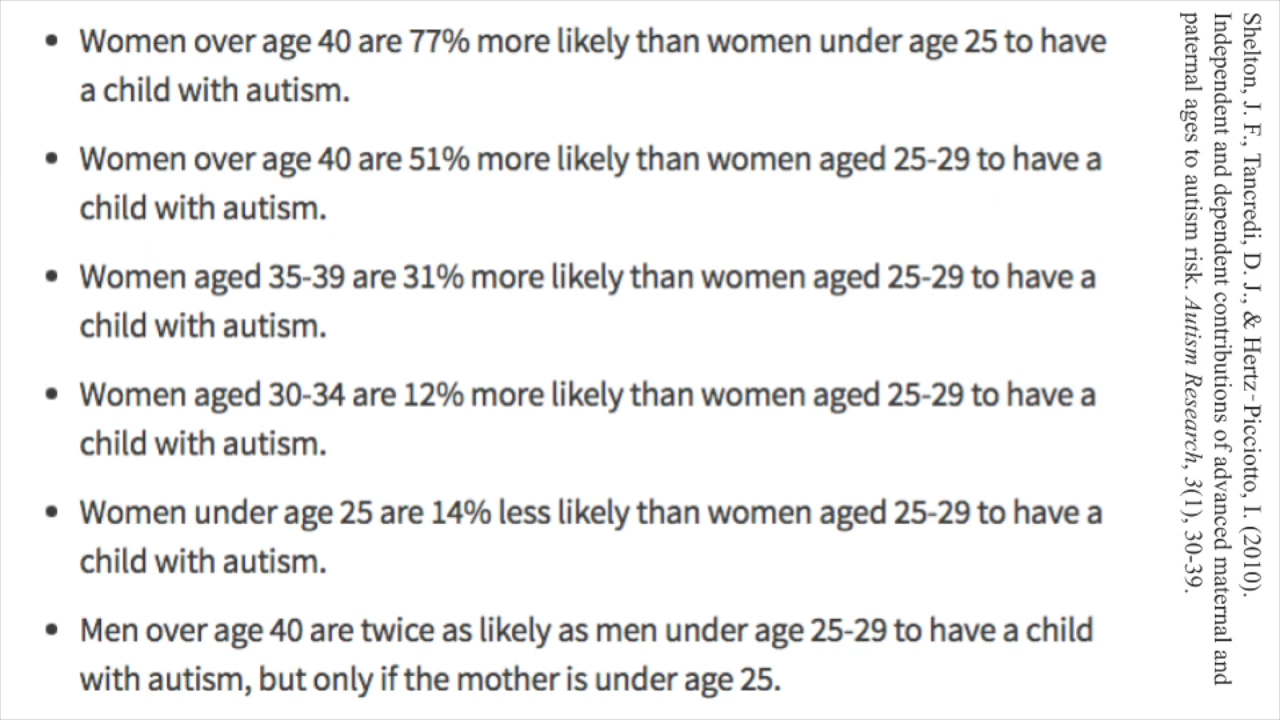 • Women over age 40 are 77% more likely than women under age 25 to have
a child with autism.
• Women over age 40 are 51% more likely than women aged 25-29 to have a
child with autism.
• Women aged 35-39 are 31% more likely than women aged 25-29 to have a
child with autism.
• Women aged 30-34 are 12% more likely than women aged 25-29 to have a
child with autism.
• Women under age 25 are 14% less likely than women aged 25-29 to have a
child with autism.
• Men over age 40 are twice as likely as men under age 25-29 to have a child
with autism, but only if the mother is under age 25.
Shelton, J. F., Tancredi, D. J., & Hertz-Picciotto, I. (2010).
Independent and dependent contributions of advanced maternal and
paternal ages to autism risk. Autism Research, 3(1), 30-39.